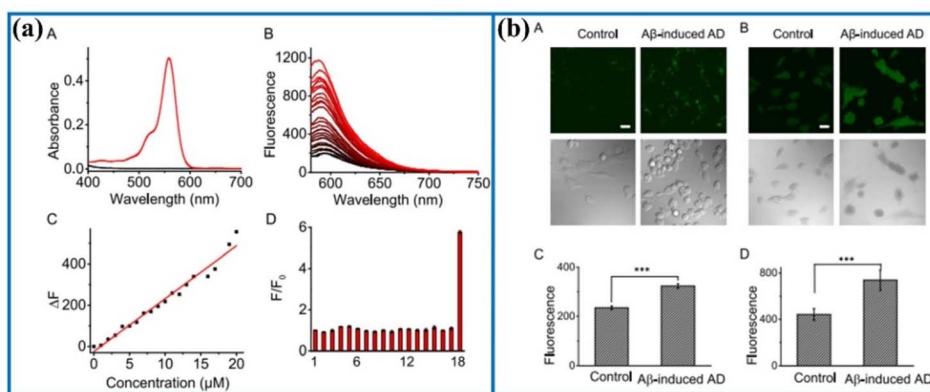 (a)
A
Absorbance
0.4
0.2
0.0
400 500 600 700
Wavelength (nm)
B
Fluorescence
1200
800
400
0
600 650 700 750
Wavelength (nm)
C
ΔF
400
200
0
0 5 10 15 20
Concentration (μM)
D
F/F0
6
4
2
0
1 6 12 18
(b)
A
Control Aβ-induced AD
B
Control Aβ-induced AD
C
Fluorescence
400
200
0
***
Control Aβ-induced AD
D
Fluorescence
800
400
0
***
Control Aβ-induced AD